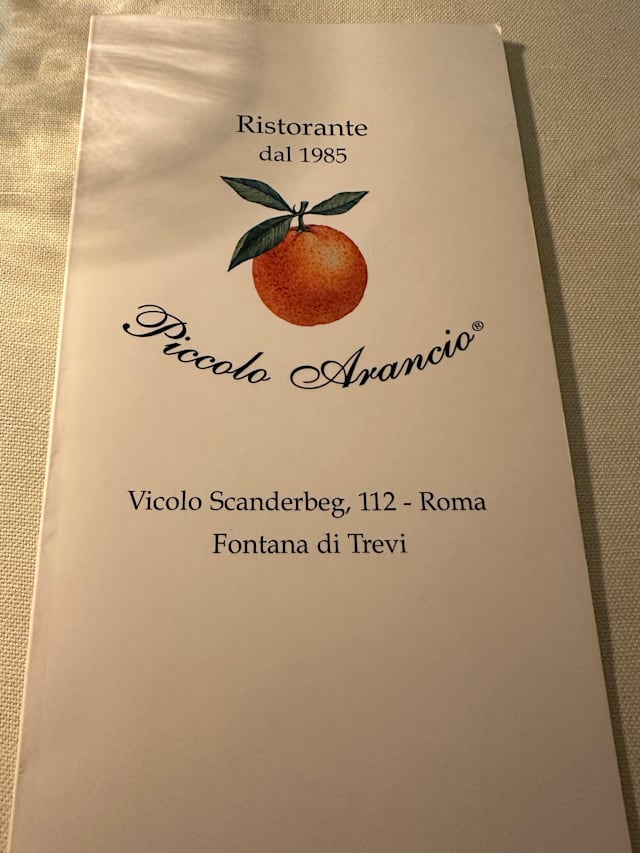 Ristorante
dal 1985
Piccolo Arancio®
Vicolo Scanderbeg, 112 - Roma
Fontana di Trevi